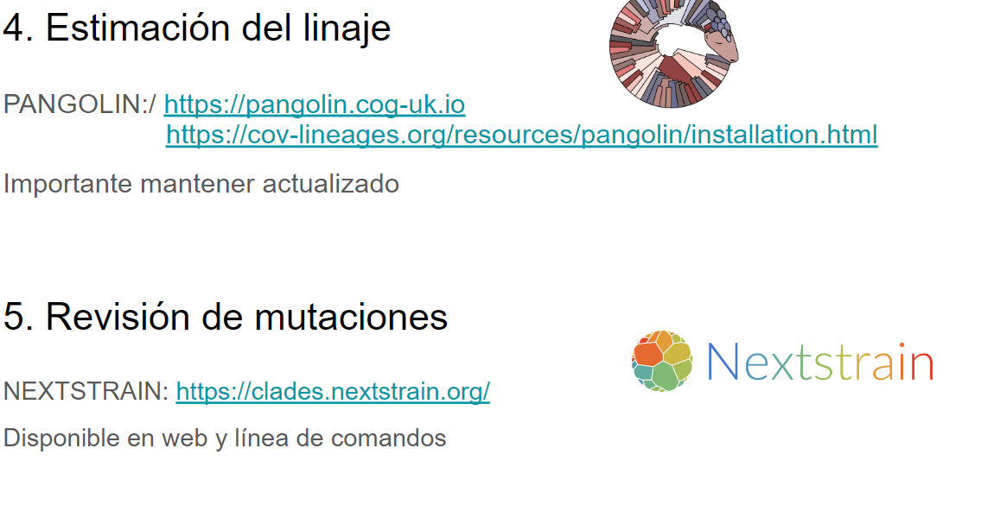 4. Estimación del linaje
PANGOLIN:/ https://pangolin.cog-uk.io
https://cov-lineages.org/resources/pangolin/installation.html
Importante mantener actualizado
5. Revisión de mutaciones
Nextstrain
NEXTSTRAIN: https://clades.nextstrain.org/
Disponible en web y línea de comandos